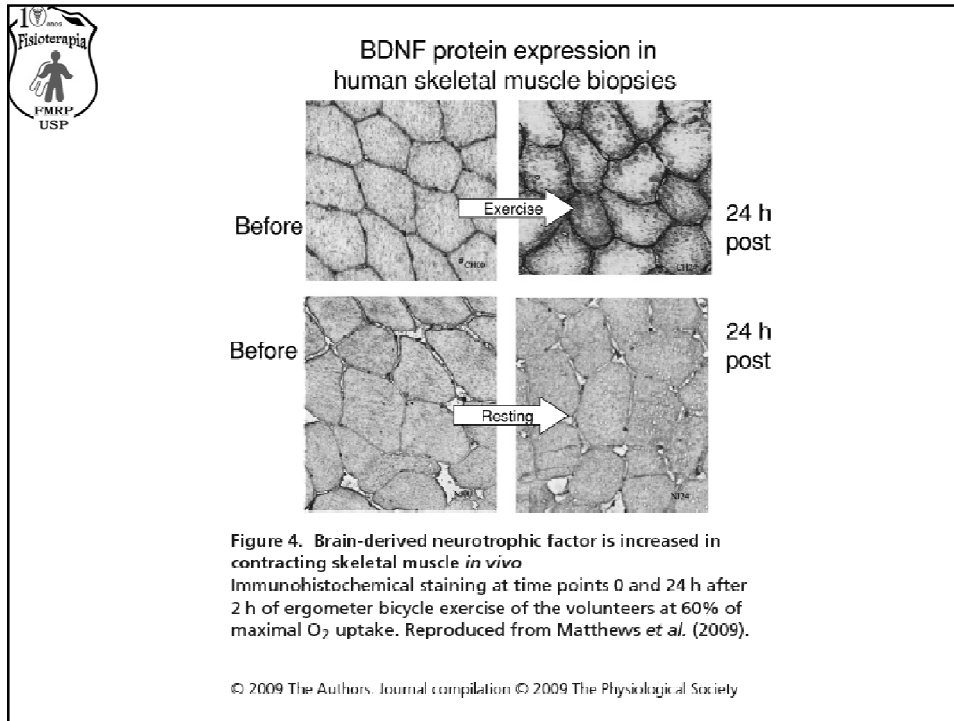 10 anos
Fisioterapia
FMRP
USP
BDNF protein expression in
human skeletal muscle biopsies
Before
Exercise
24 h
post
Before
Resting
24 h
post
Figure 4. Brain-derived neurotrophic factor is increased in
contracting skeletal muscle in vivo
Immunohistochemical staining at time points 0 and 24 h after
2 h of ergometer bicycle exercise of the volunteers at 60% of
maximal O₂ uptake. Reproduced from Matthews et al. (2009).
© 2009 The Authors. Journal compilation © 2009 The Physiological Society